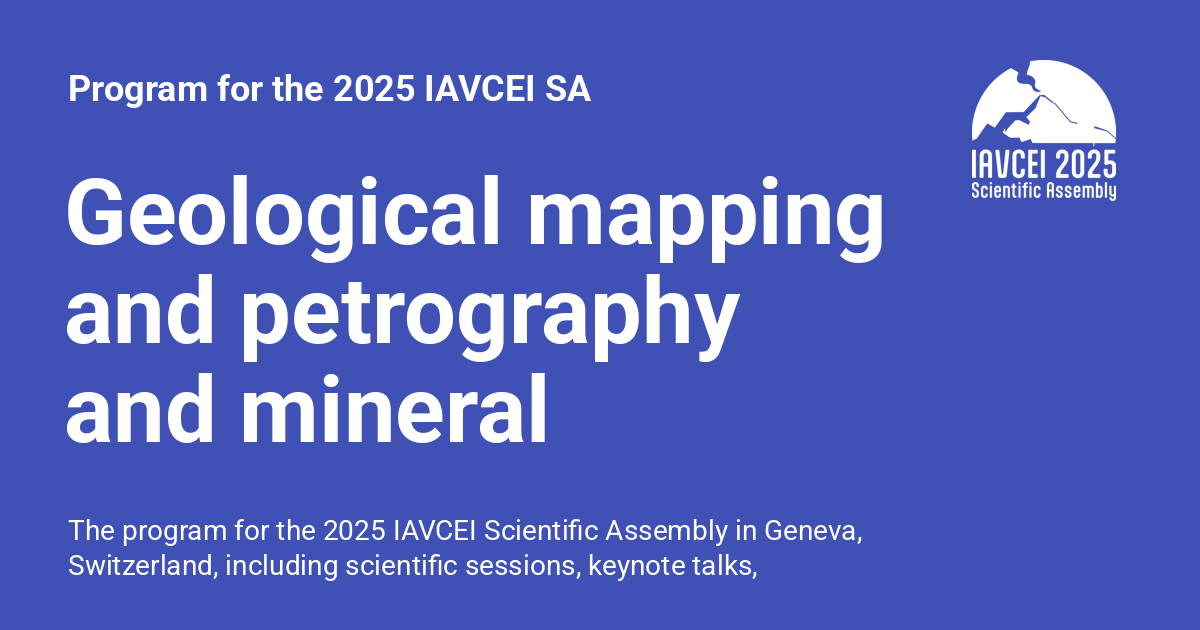 Program for the 2025 IAVCEI SA
IAVCEI 2025
Scientific Assembly
Geological mapping
and petrography
and mineral
The program for the 2025 IAVCEI Scientific Assembly in Geneva,
Switzerland, including scientific sessions, keynote talks,